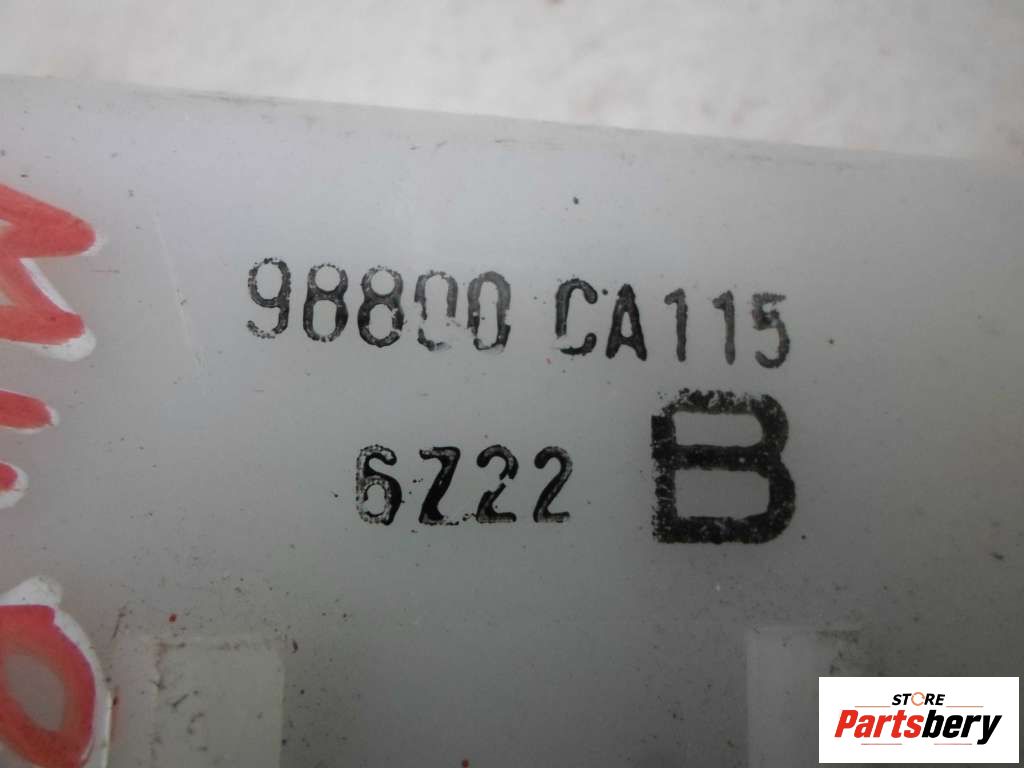 98800 CA115
6Z22 B
STORE
Partsbery